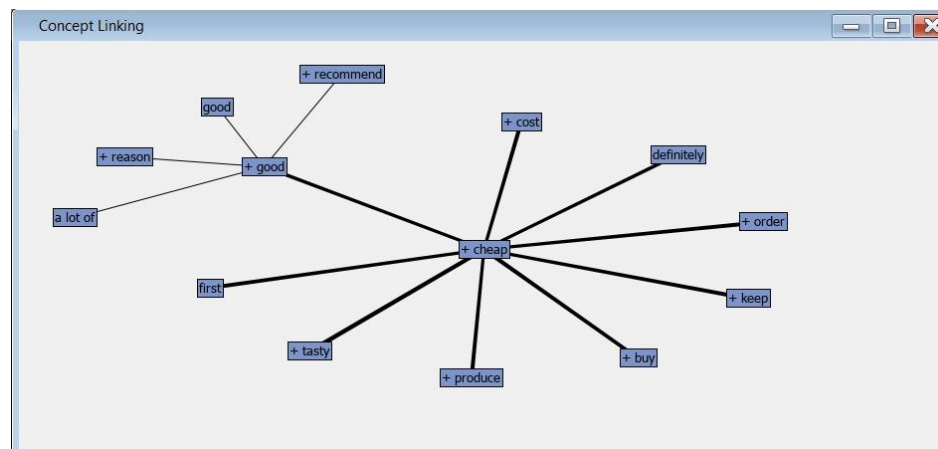 Concept Linking
+ recommend
good
+ cost
+ reason
definitely
+ good
a lot of
+ order
+ cheap
first
+ keep
+ tasty
+ buy
+ produce